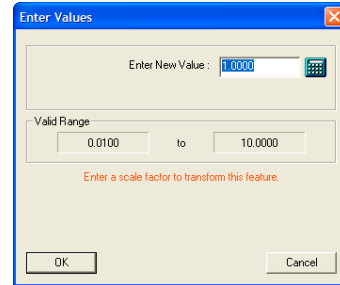 Enter Values
Enter New Value : 1.0000
Valid Range
0.0100 to 10.0000
Enter a scale factor to transform this feature.
OK Cancel